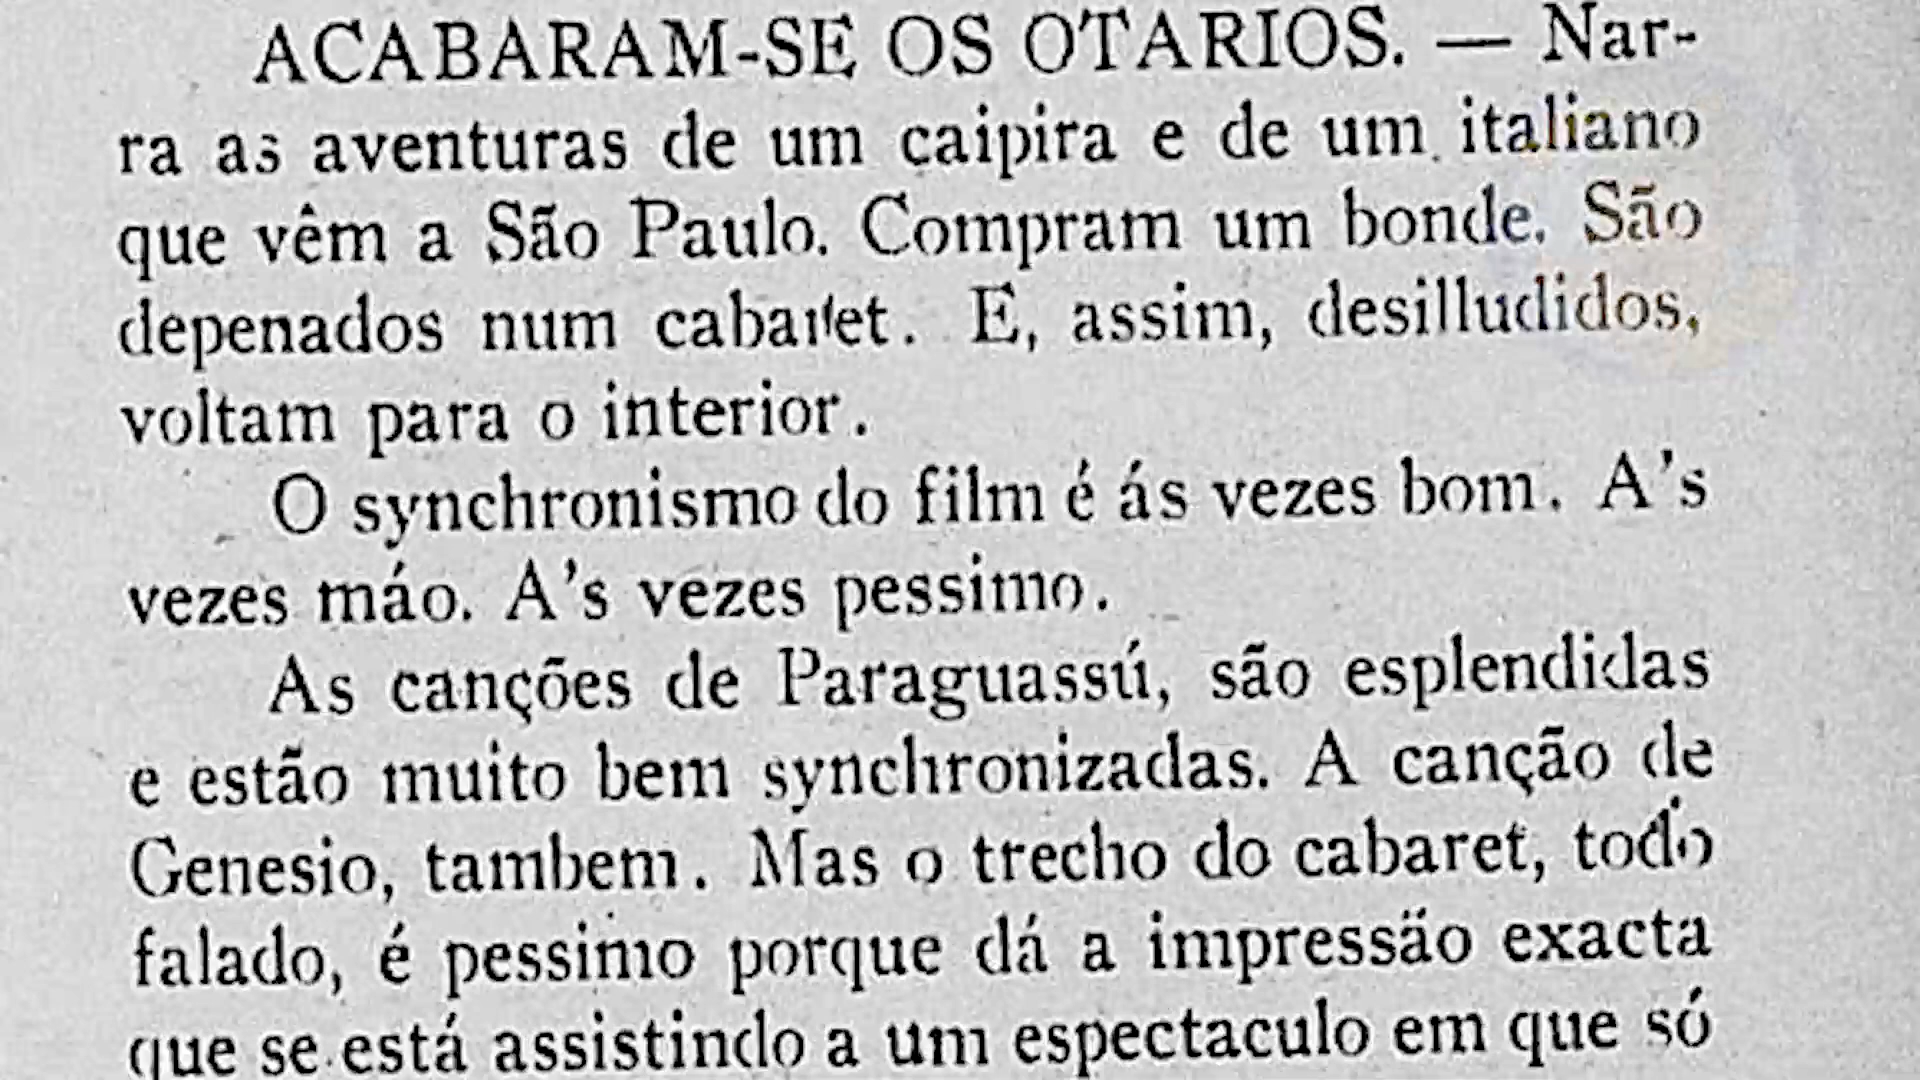 ACABARAM-SE OS OTARIOS. — Nar-
ra as aventuras de um caipira e de um italiano
que vêm a São Paulo. Compram um bonde. São
depenados num cabaret. E, assim, desilludidos,
voltam para o interior.
O synchronismo do film é ás vezes bom. A's
vezes máo. A's vezes pessimo.
As canções de Paraguassú, são esplendidas
e estão muito bem synchronizadas. A canção de
Genesio, tambem. Mas o trecho do cabaret, todo
falado, é pessimo porque dá a impressäo exacta
que se está assistindo a um espectaculo em que só